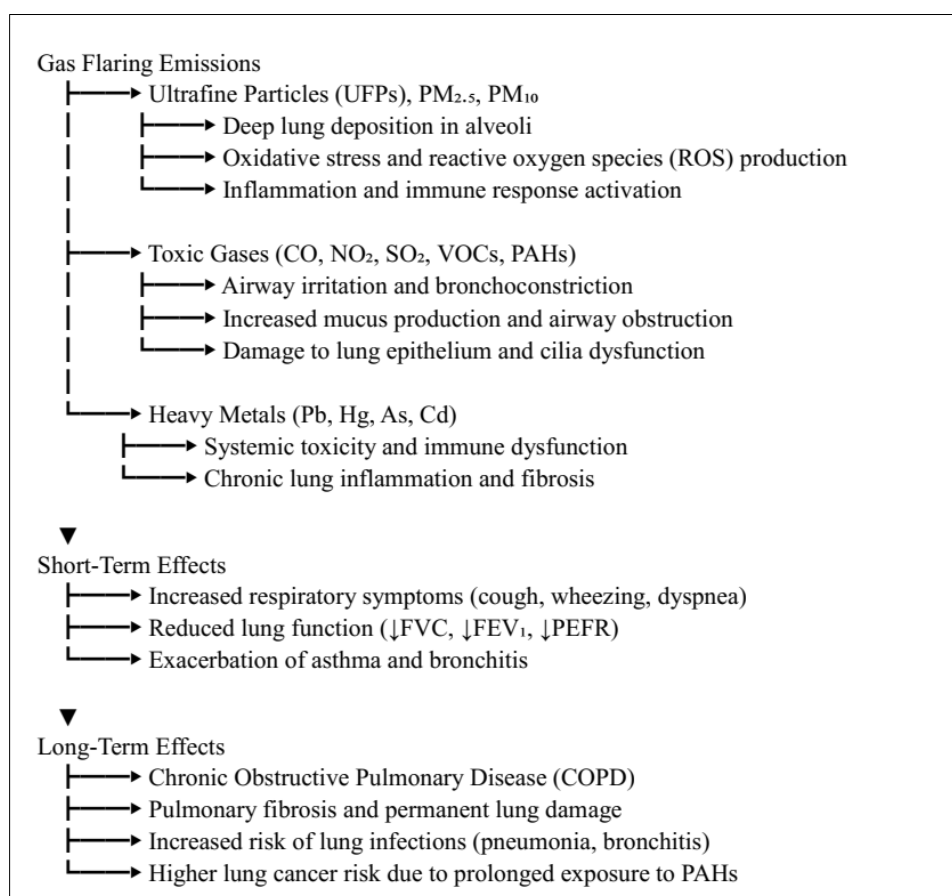 Gas Flaring Emissions
Ultrafine Particles (UFPs), PM₂.₅, PM₁₀
Deep lung deposition in alveoli
Oxidative stress and reactive oxygen species (ROS) production
Inflammation and immune response activation
Toxic Gases (CO, NO₂, SO₂, VOCs, PAHs)
Airway irritation and bronchoconstriction
Increased mucus production and airway obstruction
Damage to lung epithelium and cilia dysfunction
Heavy Metals (Pb, Hg, As, Cd)
Systemic toxicity and immune dysfunction
Chronic lung inflammation and fibrosis
Short-Term Effects
Increased respiratory symptoms (cough, wheezing, dyspnea)
Reduced lung function (↓FVC, ↓FEV₁, ↓PEFR)
Exacerbation of asthma and bronchitis
Long-Term Effects
Chronic Obstructive Pulmonary Disease (COPD)
Pulmonary fibrosis and permanent lung damage
Increased risk of lung infections (pneumonia, bronchitis)
Higher lung cancer risk due to prolonged exposure to PAHs